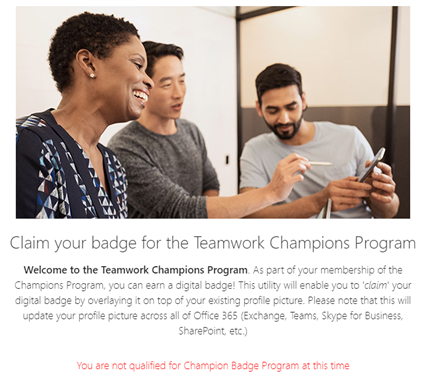 Claim your badge for the Teamwork Champions Program
Welcome to the Teamwork Champions Program. As part of your membership of the
Champions Program, you can earn a digital badge! This utility will enable you to 'claim' your
digital badge by overlaying it on top of your existing profile picture. Please note that this will
update your profile picture across all of Office 365 (Exchange, Teams, Skype for Business,
SharePoint, etc.)
You are not qualified for Champion Badge Program at this time